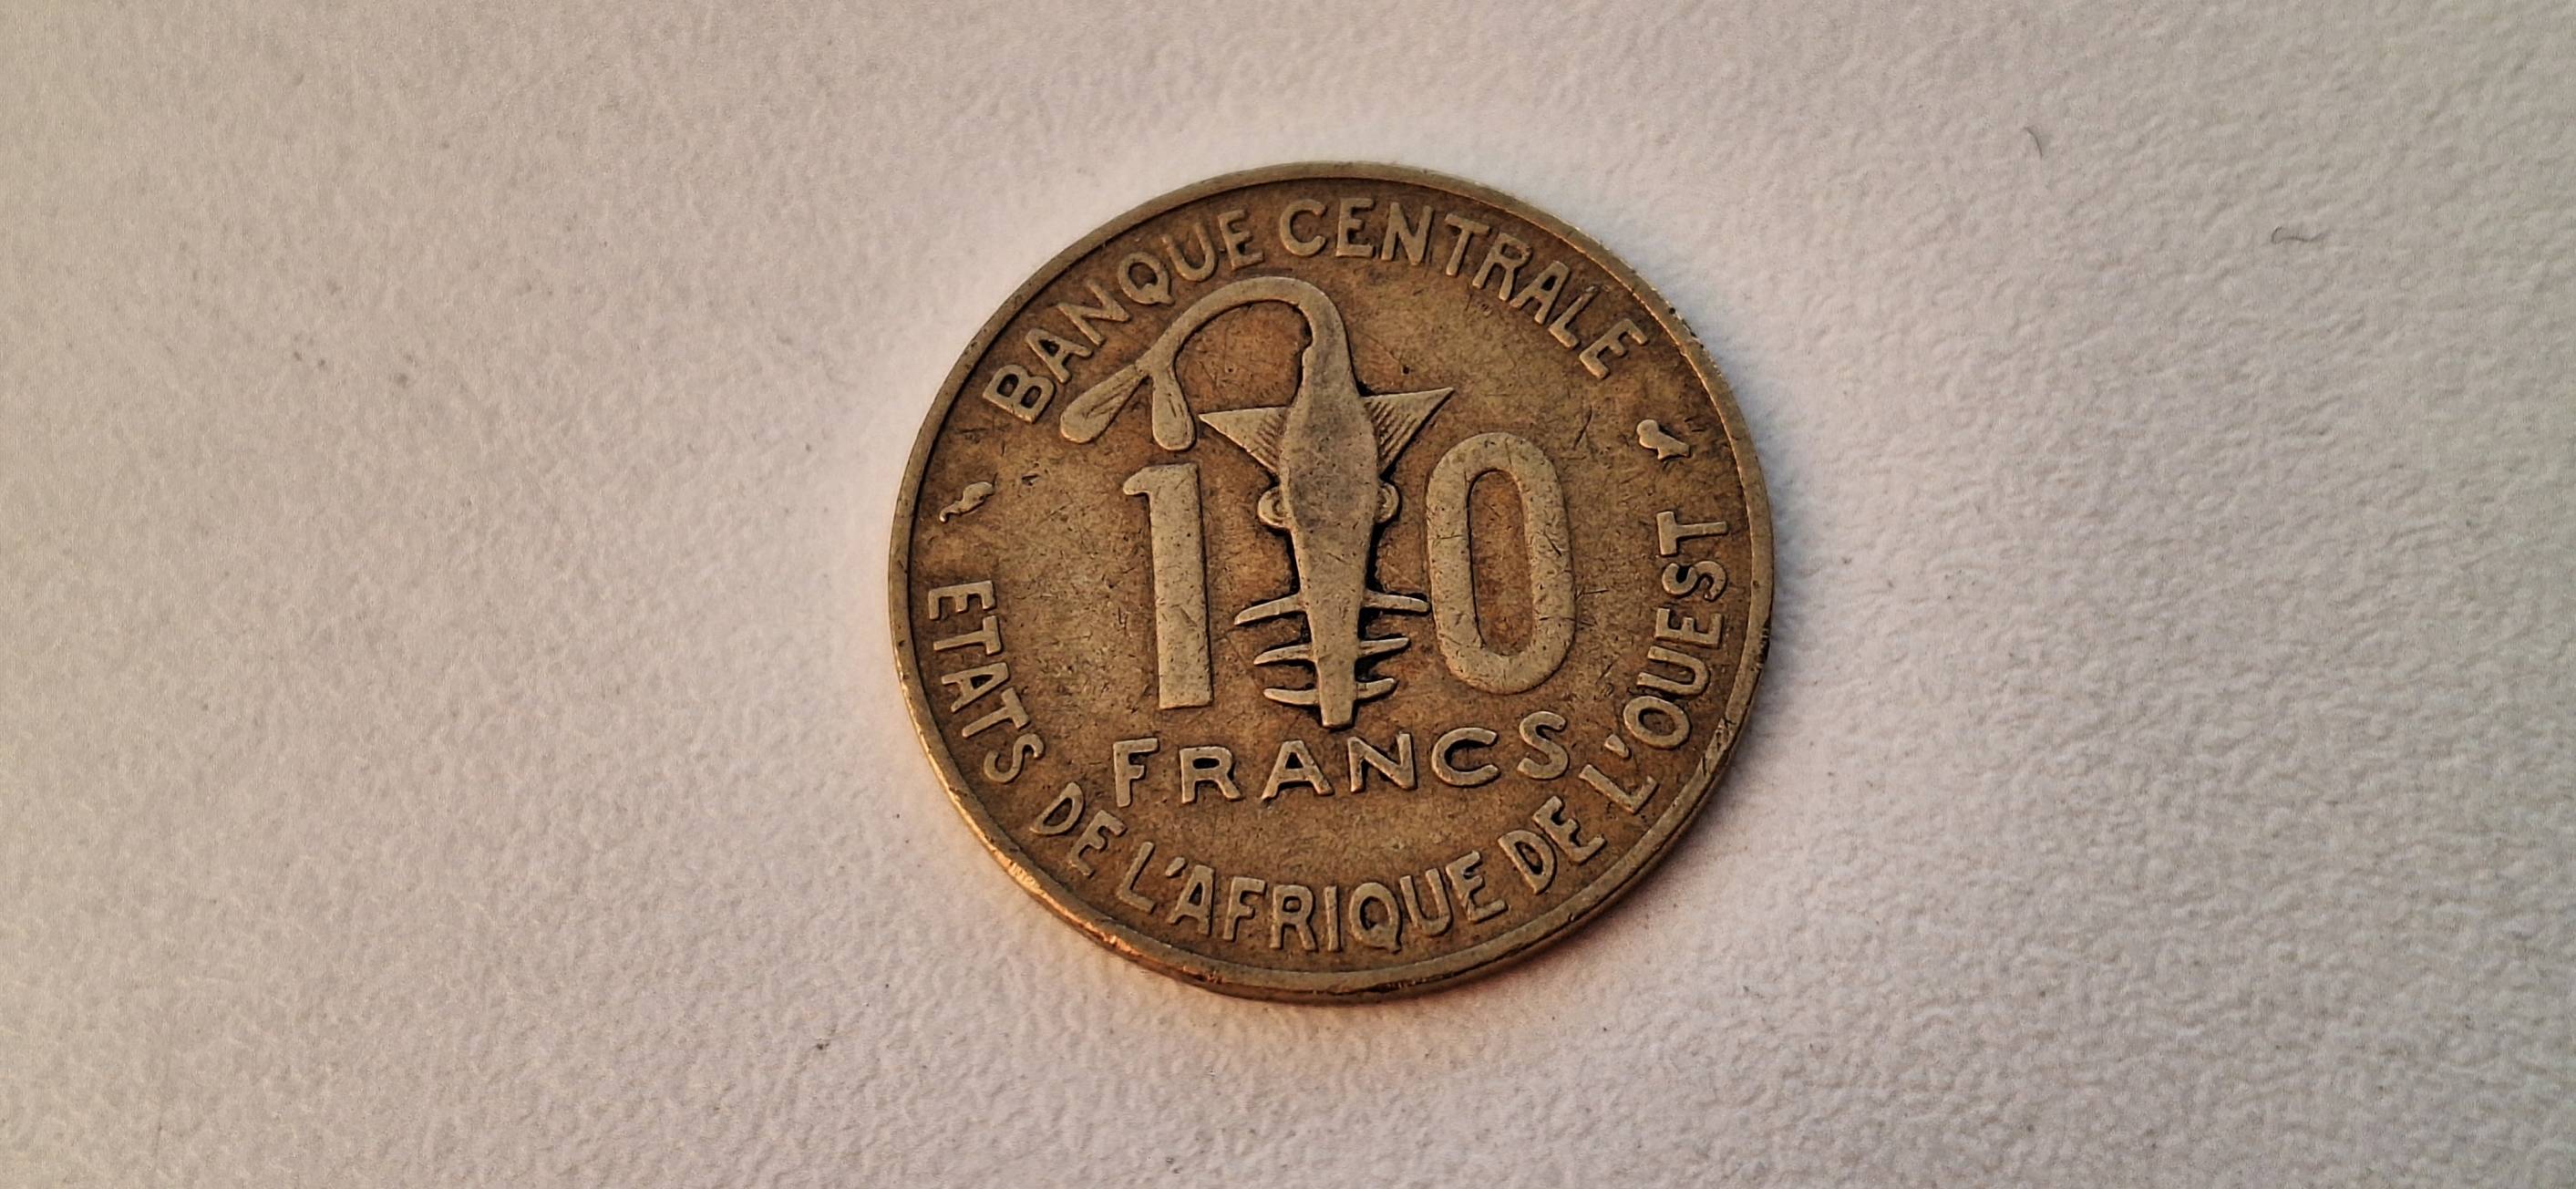 BANQUE CENTRALE
10
FRANCS
ETATS DE L'AFRIQUE DE L'OUEST